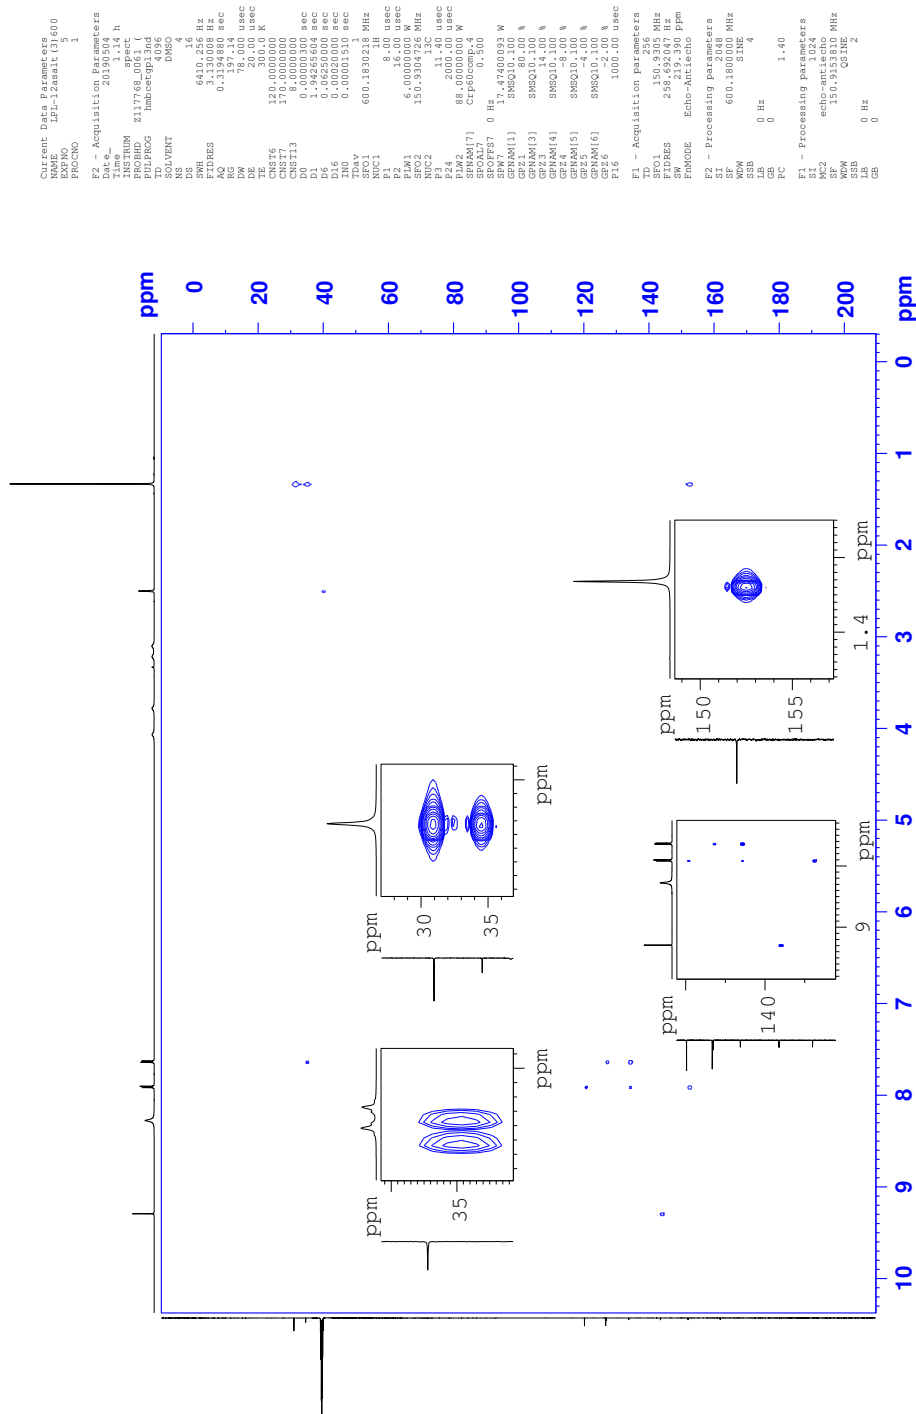 Current Data Parameters
NAME LPL-12asalt(3)600
EXPNO 5
PROCNO 1
F2 - Acquisition Parameters
Date_ 20190504
Time 1.14 h
INSTRUM spect
PROBHD Z117768_0061 (
PULPROG hmbcetgpl3nd
TD 4096
SOLVENT DMSO
NS 4
DS 16
SWH 6410.256 Hz
FIDRES 3.130008 Hz
AQ 0.3194880 sec
RG 197.14
DW 78.000 usec
DE 20.00 usec
TE 300.0 K
CNST6 120.0000000
CNST7 170.0000000
CNST13 8.0000000
D0 0.00000300 sec
D1 1.94265604 sec
D6 0.06250000 sec
D16 0.00020000 sec
IN0 0.00001510 sec
TDav 1
SFO1 600.1830218 MHz
NUC1 1H
P1 8.00 usec
P2 16.00 usec
PLW1 6.00000000 W
SFO2 150.9304726 MHz
NUC2 13C
P3 11.40 usec
P24 2000.00 usec
PLW2 88.00000000 W
SPNAM[7] Crp60comp.4
SPOAL7 0.500
SPOFFS7 0 Hz
SPW7 17.47400093 W
GPNAM[1] SMSQ10.100
GPZ1 80.00 %
GPNAM[3] SMSQ10.100
GPZ3 14.00 %
GPNAM[4] SMSQ10.100
GPZ4 -8.00 %
GPNAM[5] SMSQ10.100
GPZ5 -4.00 %
GPNAM[6] SMSQ10.100
GPZ6 -2.00 %
P16 1000.00 usec
F1 - Acquisition parameters
TD 256
SFO1 150.9305 MHz
FIDRES 258.692047 Hz
SW 219.390 ppm
FnMODE Echo-Antiecho
F2 - Processing parameters
SI 2048
SF 600.1800000 MHz
WDW SINE
SSB 4
LB 0 Hz
GB 0
PC 1.40
F1 - Processing parameters
SI 1024
MC2 echo-antiecho
SF 150.9153810 MHz
WDW QSINE
SSB 2
LB 0 Hz
GB 0
ppm
0
20
40
60
80
100
120
140
160
180
200
ppm
10
9
8
7
6
5
4
3
2
1
0
ppm
35
ppm
ppm
30
35
ppm
ppm
140
9
ppm
ppm
150
155
1.4
ppm